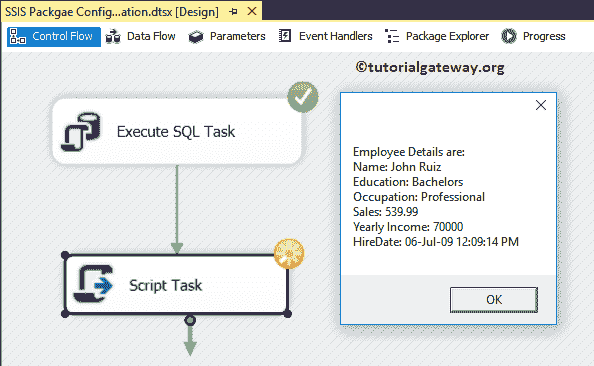 SSIS Packgae Config...ation.dtsx [Design]
Control Flow Data Flow Parameters Event Handlers Package Explorer Progress
©tutorialgateway.org
Execute SQL Task
Employee Details are:
Name: John Ruiz
Education: Bachelors
Occupation: Professional
Sales: 539.99
Yearly Income: 70000
HireDate: 06-Jul-09 12:09:14 PM
Script Task
OK